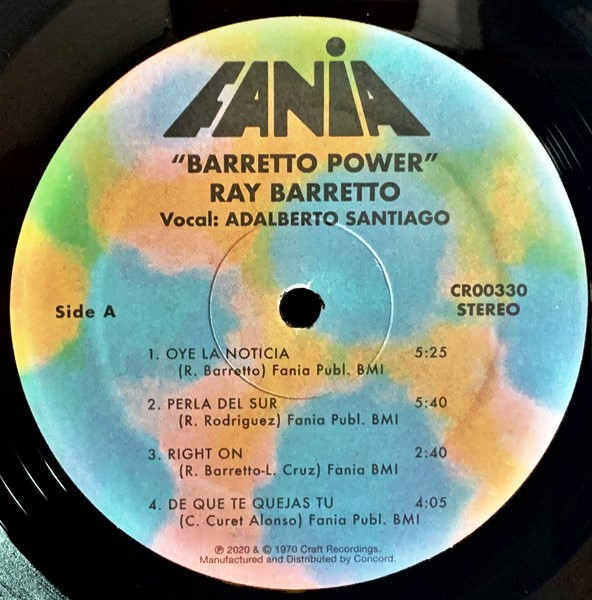 FANiA
"BARRETTO POWER"
RAY BARRETTO
Vocal: ADALBERTO SANTIAGO
Side A
CR00330
STEREO
1. OYE LA NOTICIA 5:25
(R. Barretto) Fania Publ. BMI
2. PERLA DEL SUR 5:40
(R. Rodriguez) Fania Publ. BMI
3. RIGHT ON 2:40
(R. Barretto-L. Cruz) Fania BMI
4. DE QUE TE QUEJAS TU 4:05
(C. Curet Alonso) Fania Publ. BMI
℗ 2020 & © 1970 Craft Recordings.
Manufactured and Distributed by Concord.